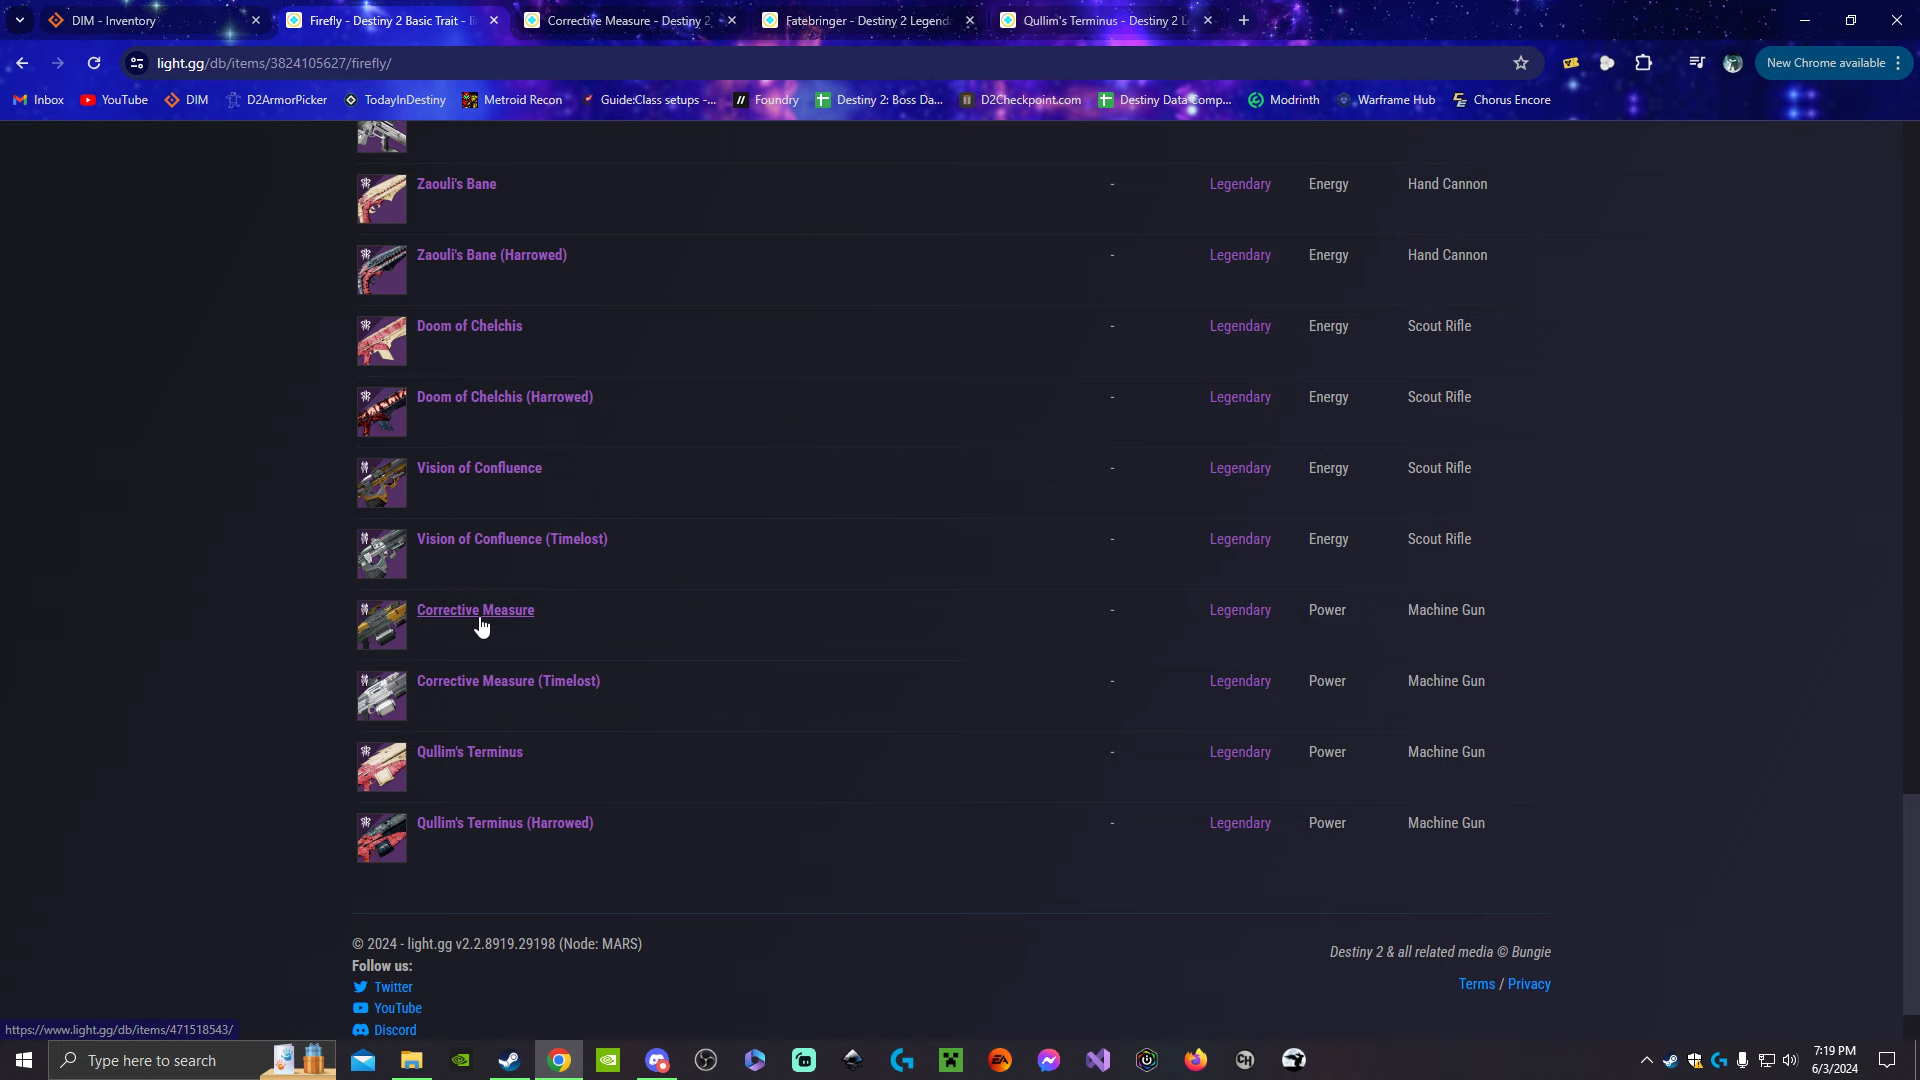 DIM - Inventory
Firefly - Destiny 2 Basic Trait - li
Corrective Measure - Destiny 2
Fatebringer - Destiny 2 Legend
Qullim's Terminus - Destiny 2 L
light.gg/db/items/3824105627/firefly/
New Chrome available
Inbox
YouTube
DIM
D2ArmorPicker
TodayInDestiny
Metroid Recon
Guide:Class setups -...
Foundry
Destiny 2: Boss Da...
D2Checkpoint.com
Destiny Data Comp...
Modrinth
Warframe Hub
Chorus Encore
Zaouli's Bane - Legendary Energy Hand Cannon
Zaouli's Bane (Harrowed) - Legendary Energy Hand Cannon
Doom of Chelchis - Legendary Energy Scout Rifle
Doom of Chelchis (Harrowed) - Legendary Energy Scout Rifle
Vision of Confluence - Legendary Energy Scout Rifle
Vision of Confluence (Timelost) - Legendary Energy Scout Rifle
Corrective Measure - Legendary Power Machine Gun
Corrective Measure (Timelost) - Legendary Power Machine Gun
Qullim's Terminus - Legendary Power Machine Gun
Qullim's Terminus (Harrowed) - Legendary Power Machine Gun
© 2024 - light.gg v2.2.8919.29198 (Node: MARS)
Destiny 2 & all related media © Bungie
Follow us:
Terms / Privacy
Twitter
YouTube
Discord
https://www.light.gg/db/items/471518543/
Type here to search
7:19 PM
6/3/2024